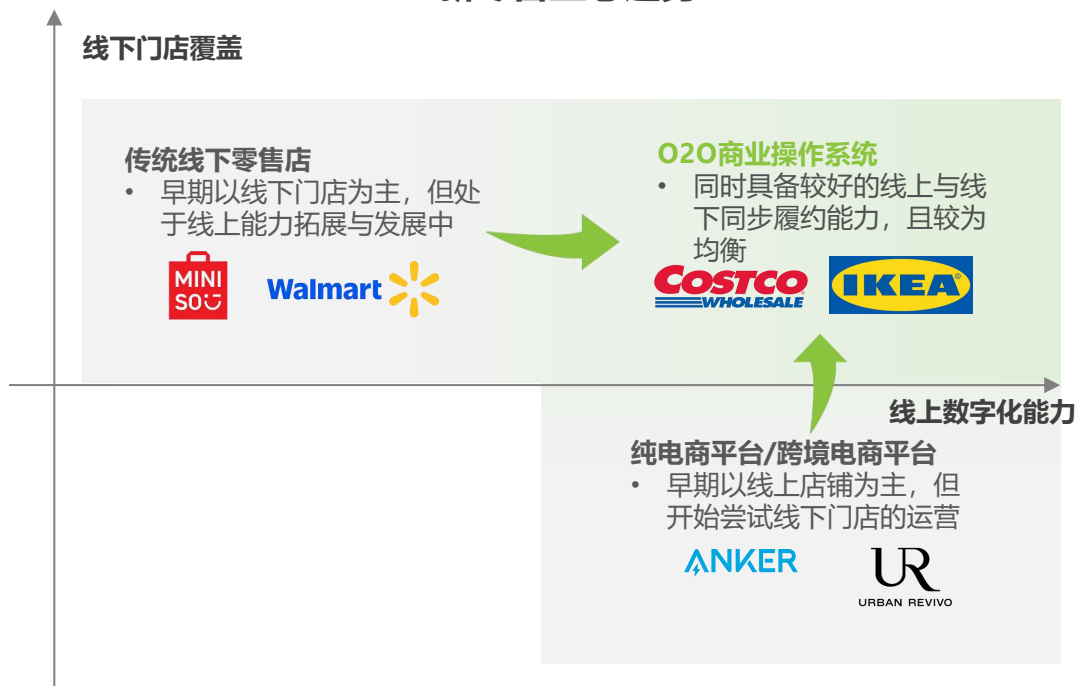 线下门店覆盖
传统线下零售店
• 早期以线下门店为主，但处
于线上能力拓展与发展中
MINI
SO
Walmart
O2O商业操作系统
• 同时具备较好的线上与线
下同步履约能力，且较为
均衡
COSTCO
WHOLESALE
IKEA
®
线上数字化能力
纯电商平台/跨境电商平台
• 早期以线上店铺为主，但
开始尝试线下门店的运营
ANKER
UR
URBAN REVIVO